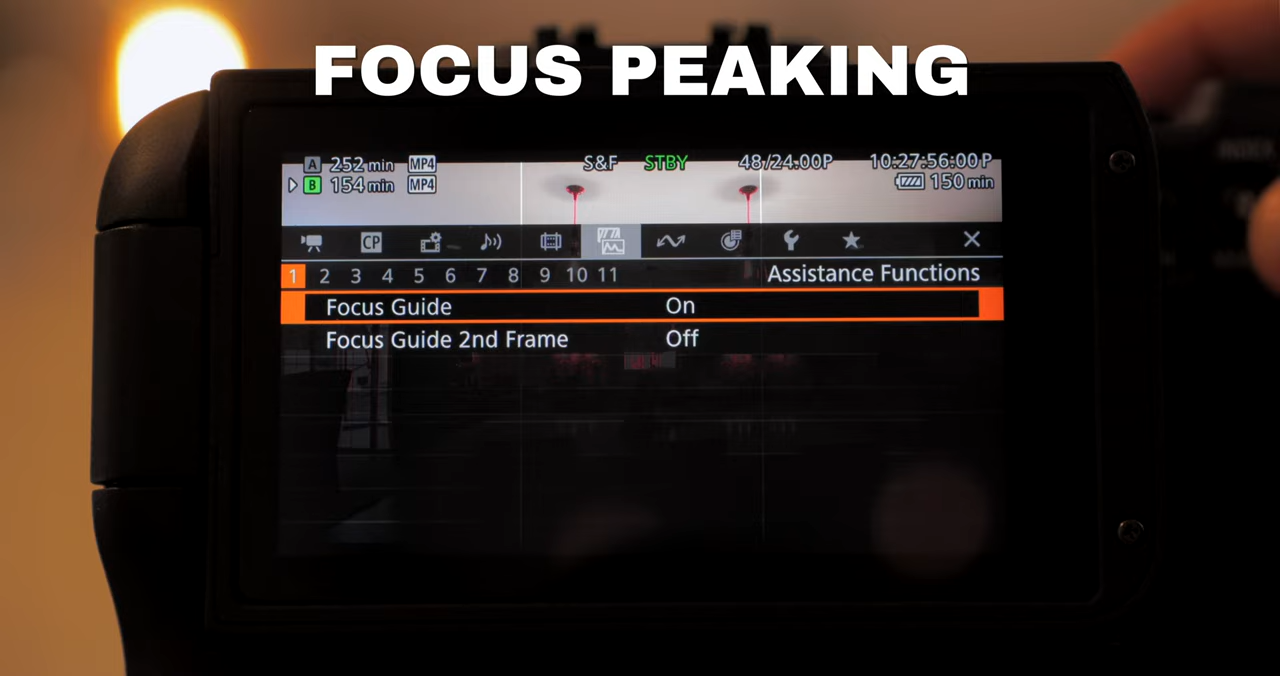 FOCUS PEAKING
A 252 min MP4 S&F STBY 48/24.00P 10:27:56:00 P
B 154 min MP4 150 min
CP
1 2 3 4 5 6 7 8 9 10 11 Assistance Functions
Focus Guide On
Focus Guide 2nd Frame Off